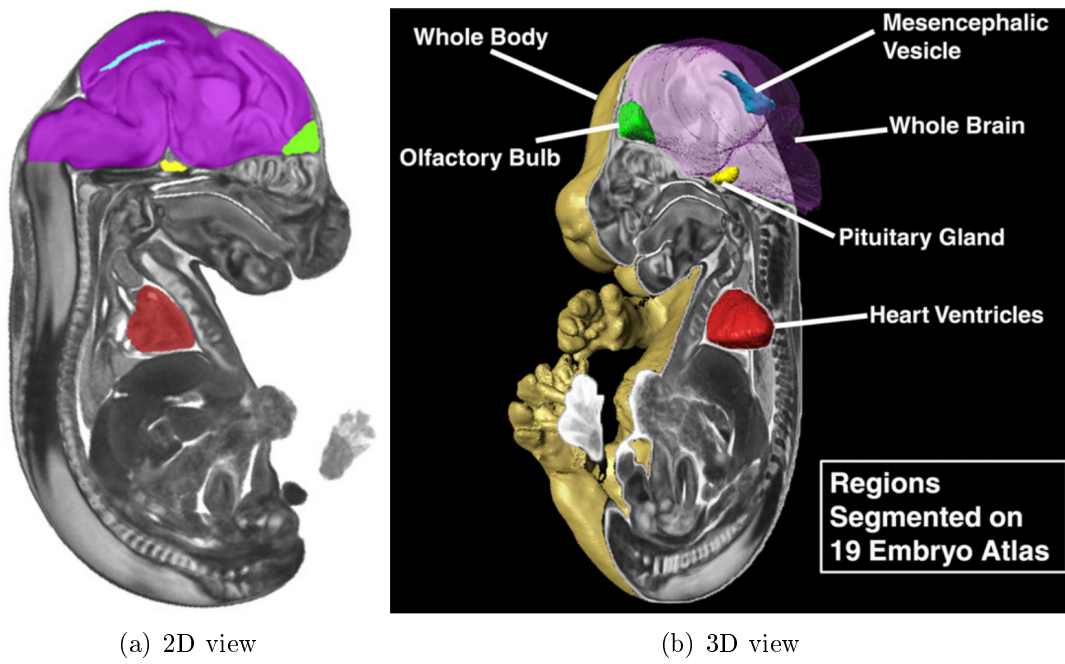 Whole Body
Mesencephalic
Vesicle
Olfactory Bulb
Whole Brain
Pituitary Gland
Heart Ventricles
Regions
Segmented on
19 Embryo Atlas
(a) 2D view
(b) 3D view